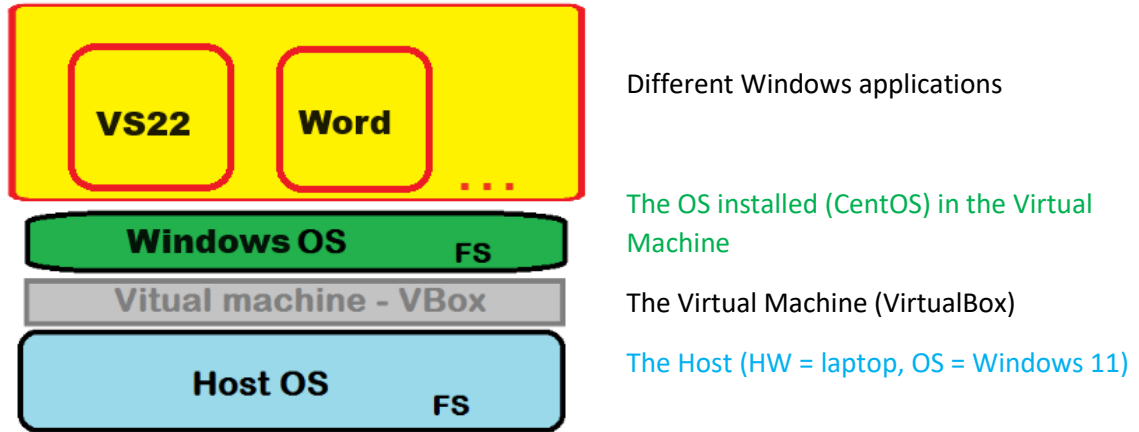 VS22
Word
...
Different Windows applications
Windows OS
FS
The OS installed (CentOS) in the Virtual
Machine
Vitual machine - VBox
The Virtual Machine (VirtualBox)
Host OS
FS
The Host (HW = laptop, OS = Windows 11)